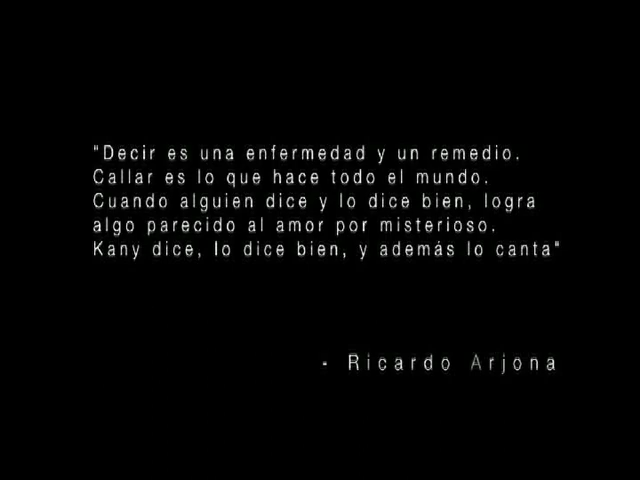 "Decir es una enfermedad y un remedio.
Callar es lo que hace todo el mundo.
Cuando alguien dice y lo dice bien, logra
algo parecido al amor por misterioso.
Kany dice, lo dice bien, y además lo canta"
- Ricardo Arjona